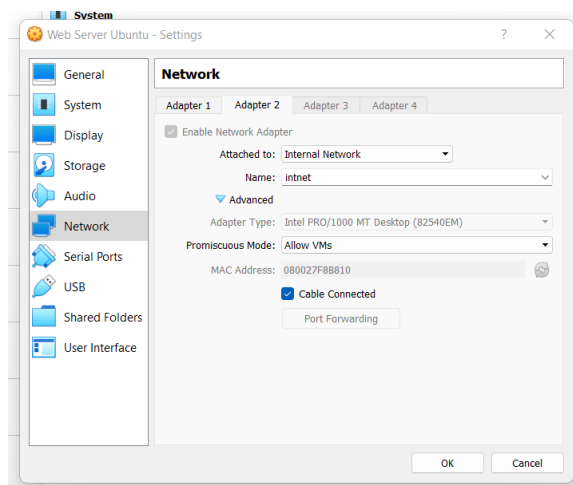 System
Web Server Ubuntu - Settings ? ×
General
System
Display
Storage
Audio
Network
Serial Ports
USB
Shared Folders
User Interface
Network
Adapter 1 Adapter 2 Adapter 3 Adapter 4
Enable Network Adapter
Attached to: Internal Network
Name: intnet
Advanced
Adapter Type: Intel PRO/1000 MT Desktop (82540EM)
Promiscuous Mode: Allow VMs
MAC Address: 080027F8B810
Cable Connected
Port Forwarding
OK Cancel